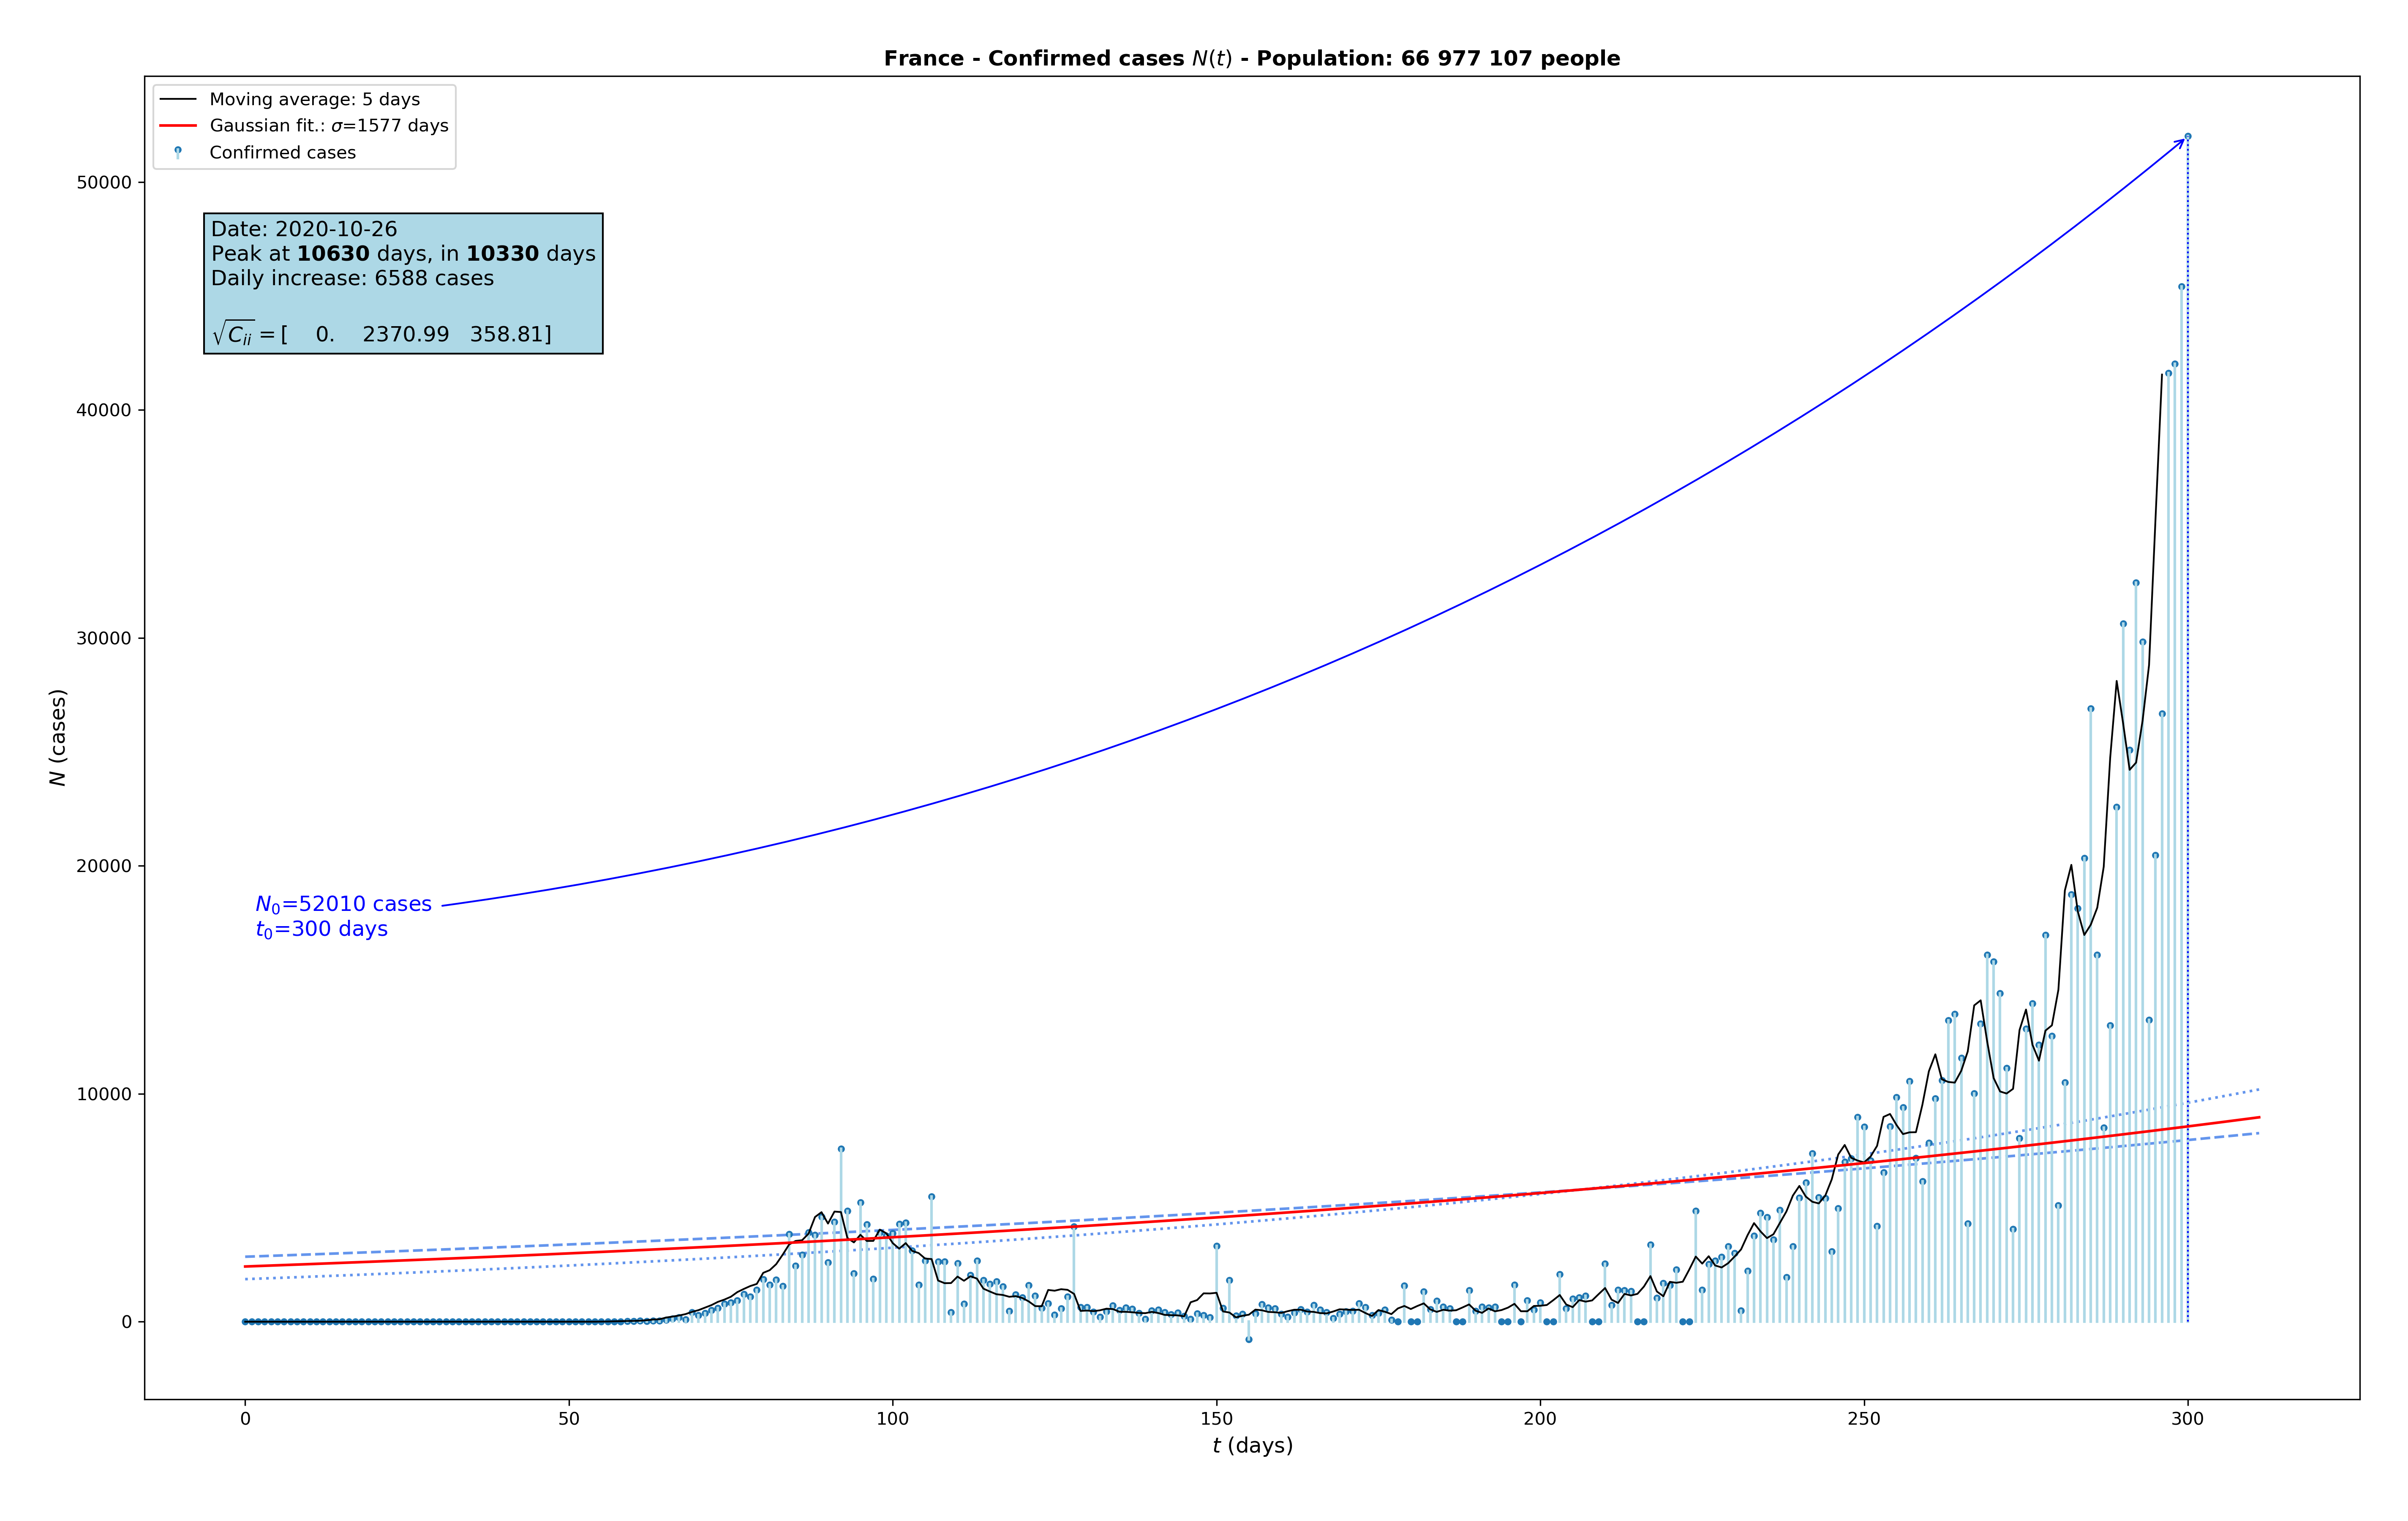 France - Confirmed cases N(t) - Population: 66 977 107 people
Moving average: 5 days
Gaussian fit.: σ=1577 days
Confirmed cases
Date: 2020-10-26
Peak at 10630 days, in 10330 days
Daily increase: 6588 cases
√C_ii = [ 0. 2370.99 358.81]
N (cases)
50000
40000
30000
20000
10000
0
N₀=52010 cases
t₀=300 days
0 50 100 150 200 250 300
t (days)